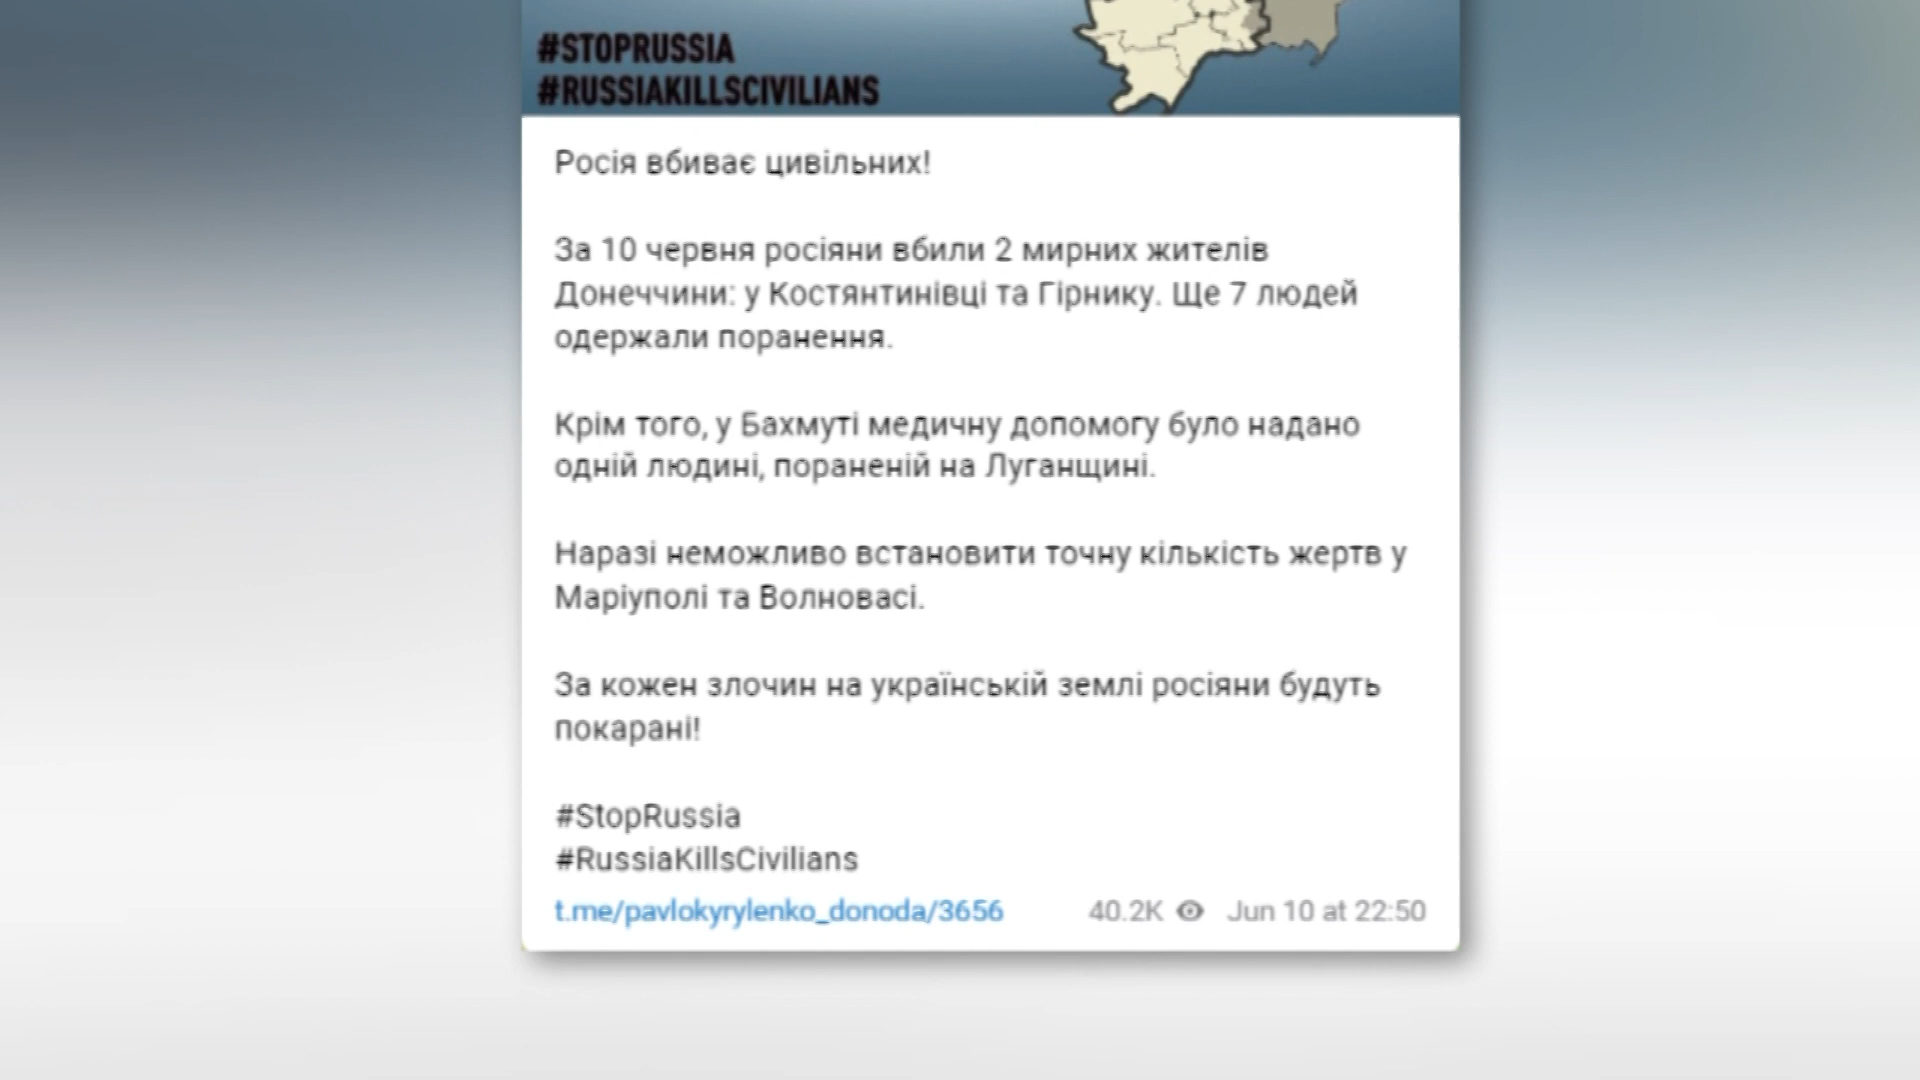 #STOPRUSSIA
#RUSSIAKILLSCIVILIANS
Росія вбиває цивільних!
За 10 червня росіяни вбили 2 мирних жителів
Донеччини: у Костянтинівці та Гірнику. Ще 7 людей
одержали поранення.
Крім того, у Бахмуті медичну допомогу було надано
одній людині, пораненій на Луганщині.
Наразі неможливо встановити точну кількість жертв у
Маріуполі та Волновасі.
За кожен злочин на українській землі росіяни будуть
покарані!
#StopRussia
#RussiaKillsCivilians
t.me/pavlokyrylenko_donoda/3656 40.2K Jun 10 at 22:50